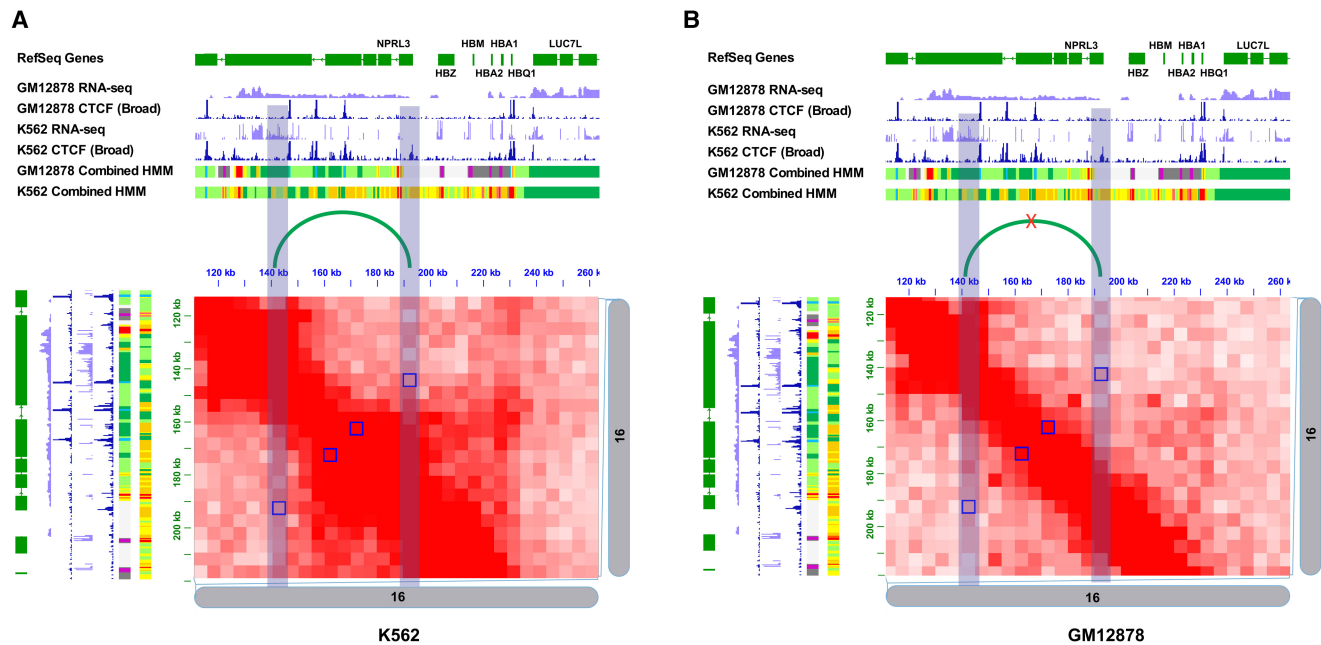 A
B
NPRL3
HBM
HBA1
LUC7L
RefSeq Genes
HBZ
HBA2
HBQ1
GM12878 RNA-seq
GM12878 CTCF (Broad)
K562 RNA-seq
K562 CTCF (Broad)
GM12878 Combined HMM
K562 Combined HMM
120 kb
140 kb
160 kb
180 kb
200 kb
220 kb
240 kb
260 k
120 kb
140 kb
160 kb
180 kb
200 kb
16
16
K562
NPRL3
HBM
HBA1
LUC7L
RefSeq Genes
HBZ
HBA2
HBQ1
GM12878 RNA-seq
GM12878 CTCF (Broad)
K562 RNA-seq
K562 CTCF (Broad)
GM12878 Combined HMM
K562 Combined HMM
X
120 kb
140 kb
160 kb
180 kb
200 kb
220 kb
240 kb
260 k
120 kb
140 kb
160 kb
180 kb
200 kb
16
16
GM12878